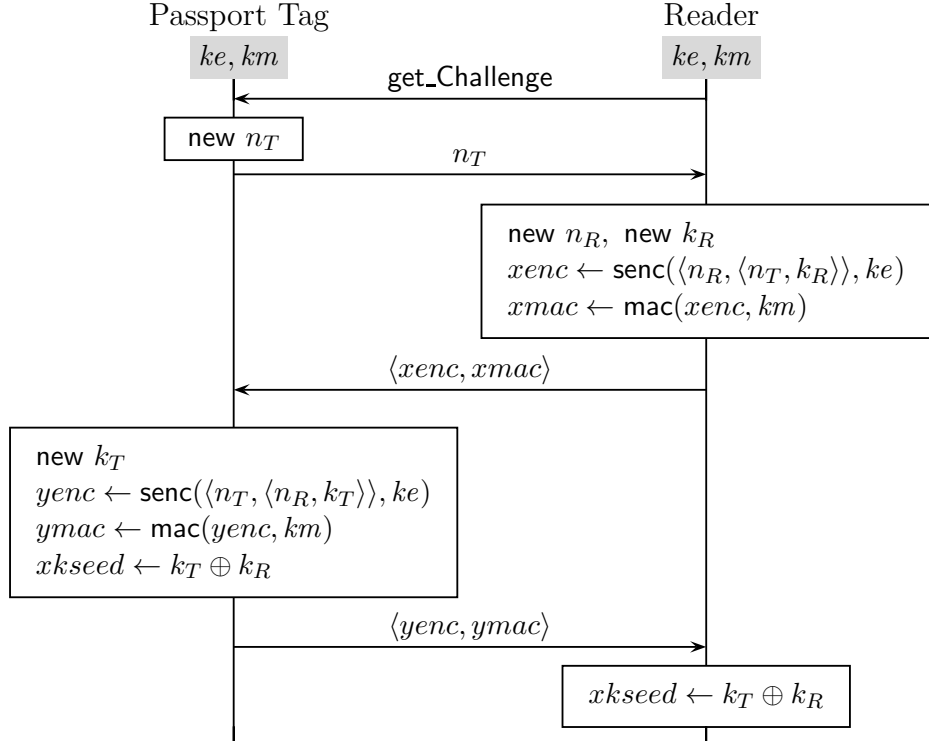 Passport Tag
Reader
ke, km
ke, km
get_Challenge
new n_T
n_T
new n_R, new k_R
xenc ← senc(⟨n_R, ⟨n_T, k_R⟩⟩, ke)
xmac ← mac(xenc, km)
⟨xenc, xmac⟩
new k_T
yenc ← senc(⟨n_T, ⟨n_R, k_T⟩⟩, ke)
ymac ← mac(yenc, km)
xkseed ← k_T ⊕ k_R
⟨yenc, ymac⟩
xkseed ← k_T ⊕ k_R